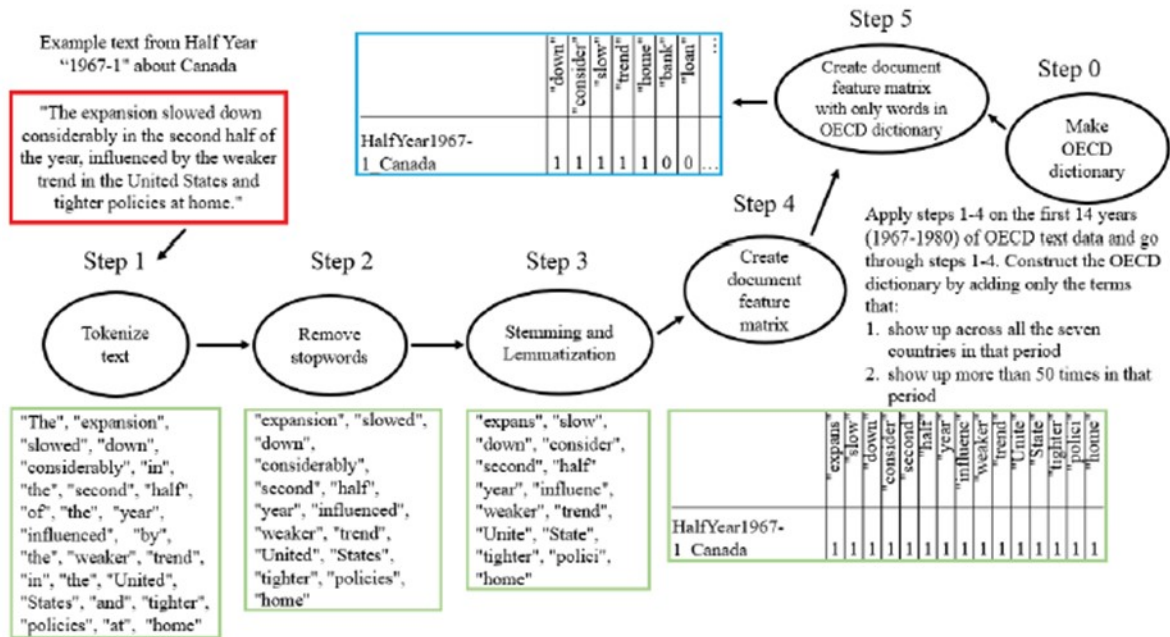 Example text from Half Year
“1967-1” about Canada
"The expansion slowed down
considerably in the second half of
the year, influenced by the weaker
trend in the United States and
tighter policies at home."
"down"
"consider"
"slow"
"trend"
"home"
"bank"
"loan"
...
HalfYear1967-
1_Canada 1 1 1 1 1 0 0 ...
Step 5
Create document
feature matrix
with only words in
OECD dictionary
Step 0
Make
OECD
dictionary
Apply steps 1-4 on the first 14 years
(1967-1980) of OECD text data and go
through steps 1-4. Construct the OECD
dictionary by adding only the terms
that:
1. show up across all the seven
countries in that period
2. show up more than 50 times in that
period
Step 1
Tokenize
text
Step 2
Remove
stopwords
Step 3
Stemming and
Lemmatization
Step 4
Create
document
feature
matrix
"The", "expansion",
"slowed", "down",
"considerably", "in",
"the", "second", "half",
"of", "the", "year",
"influenced", "by",
"the", "weaker", "trend",
"in", "the", "United",
"States", "and", "tighter",
"policies", "at", "home"
"expansion", "slowed",
"down",
"considerably",
"second", "half",
"year", "influenced",
"weaker", "trend",
"United", "States",
"tighter", "policies",
"home"
"expans", "slow",
"down", "consider",
"second", "half"
"year", "influenc",
"weaker", "trend",
"Unite", "State",
"tighter", "polici",
"home"
"expans"
"slow"
"down"
"consider"
"second"
"half"
"year"
"influenc"
"weaker"
"trend"
"Unite"
"State"
"tighter"
"polici"
"home"
HalfYear1967-
1_Canada 1 1 1 1 1 1 1 1 1 1 1 1 1 1 1